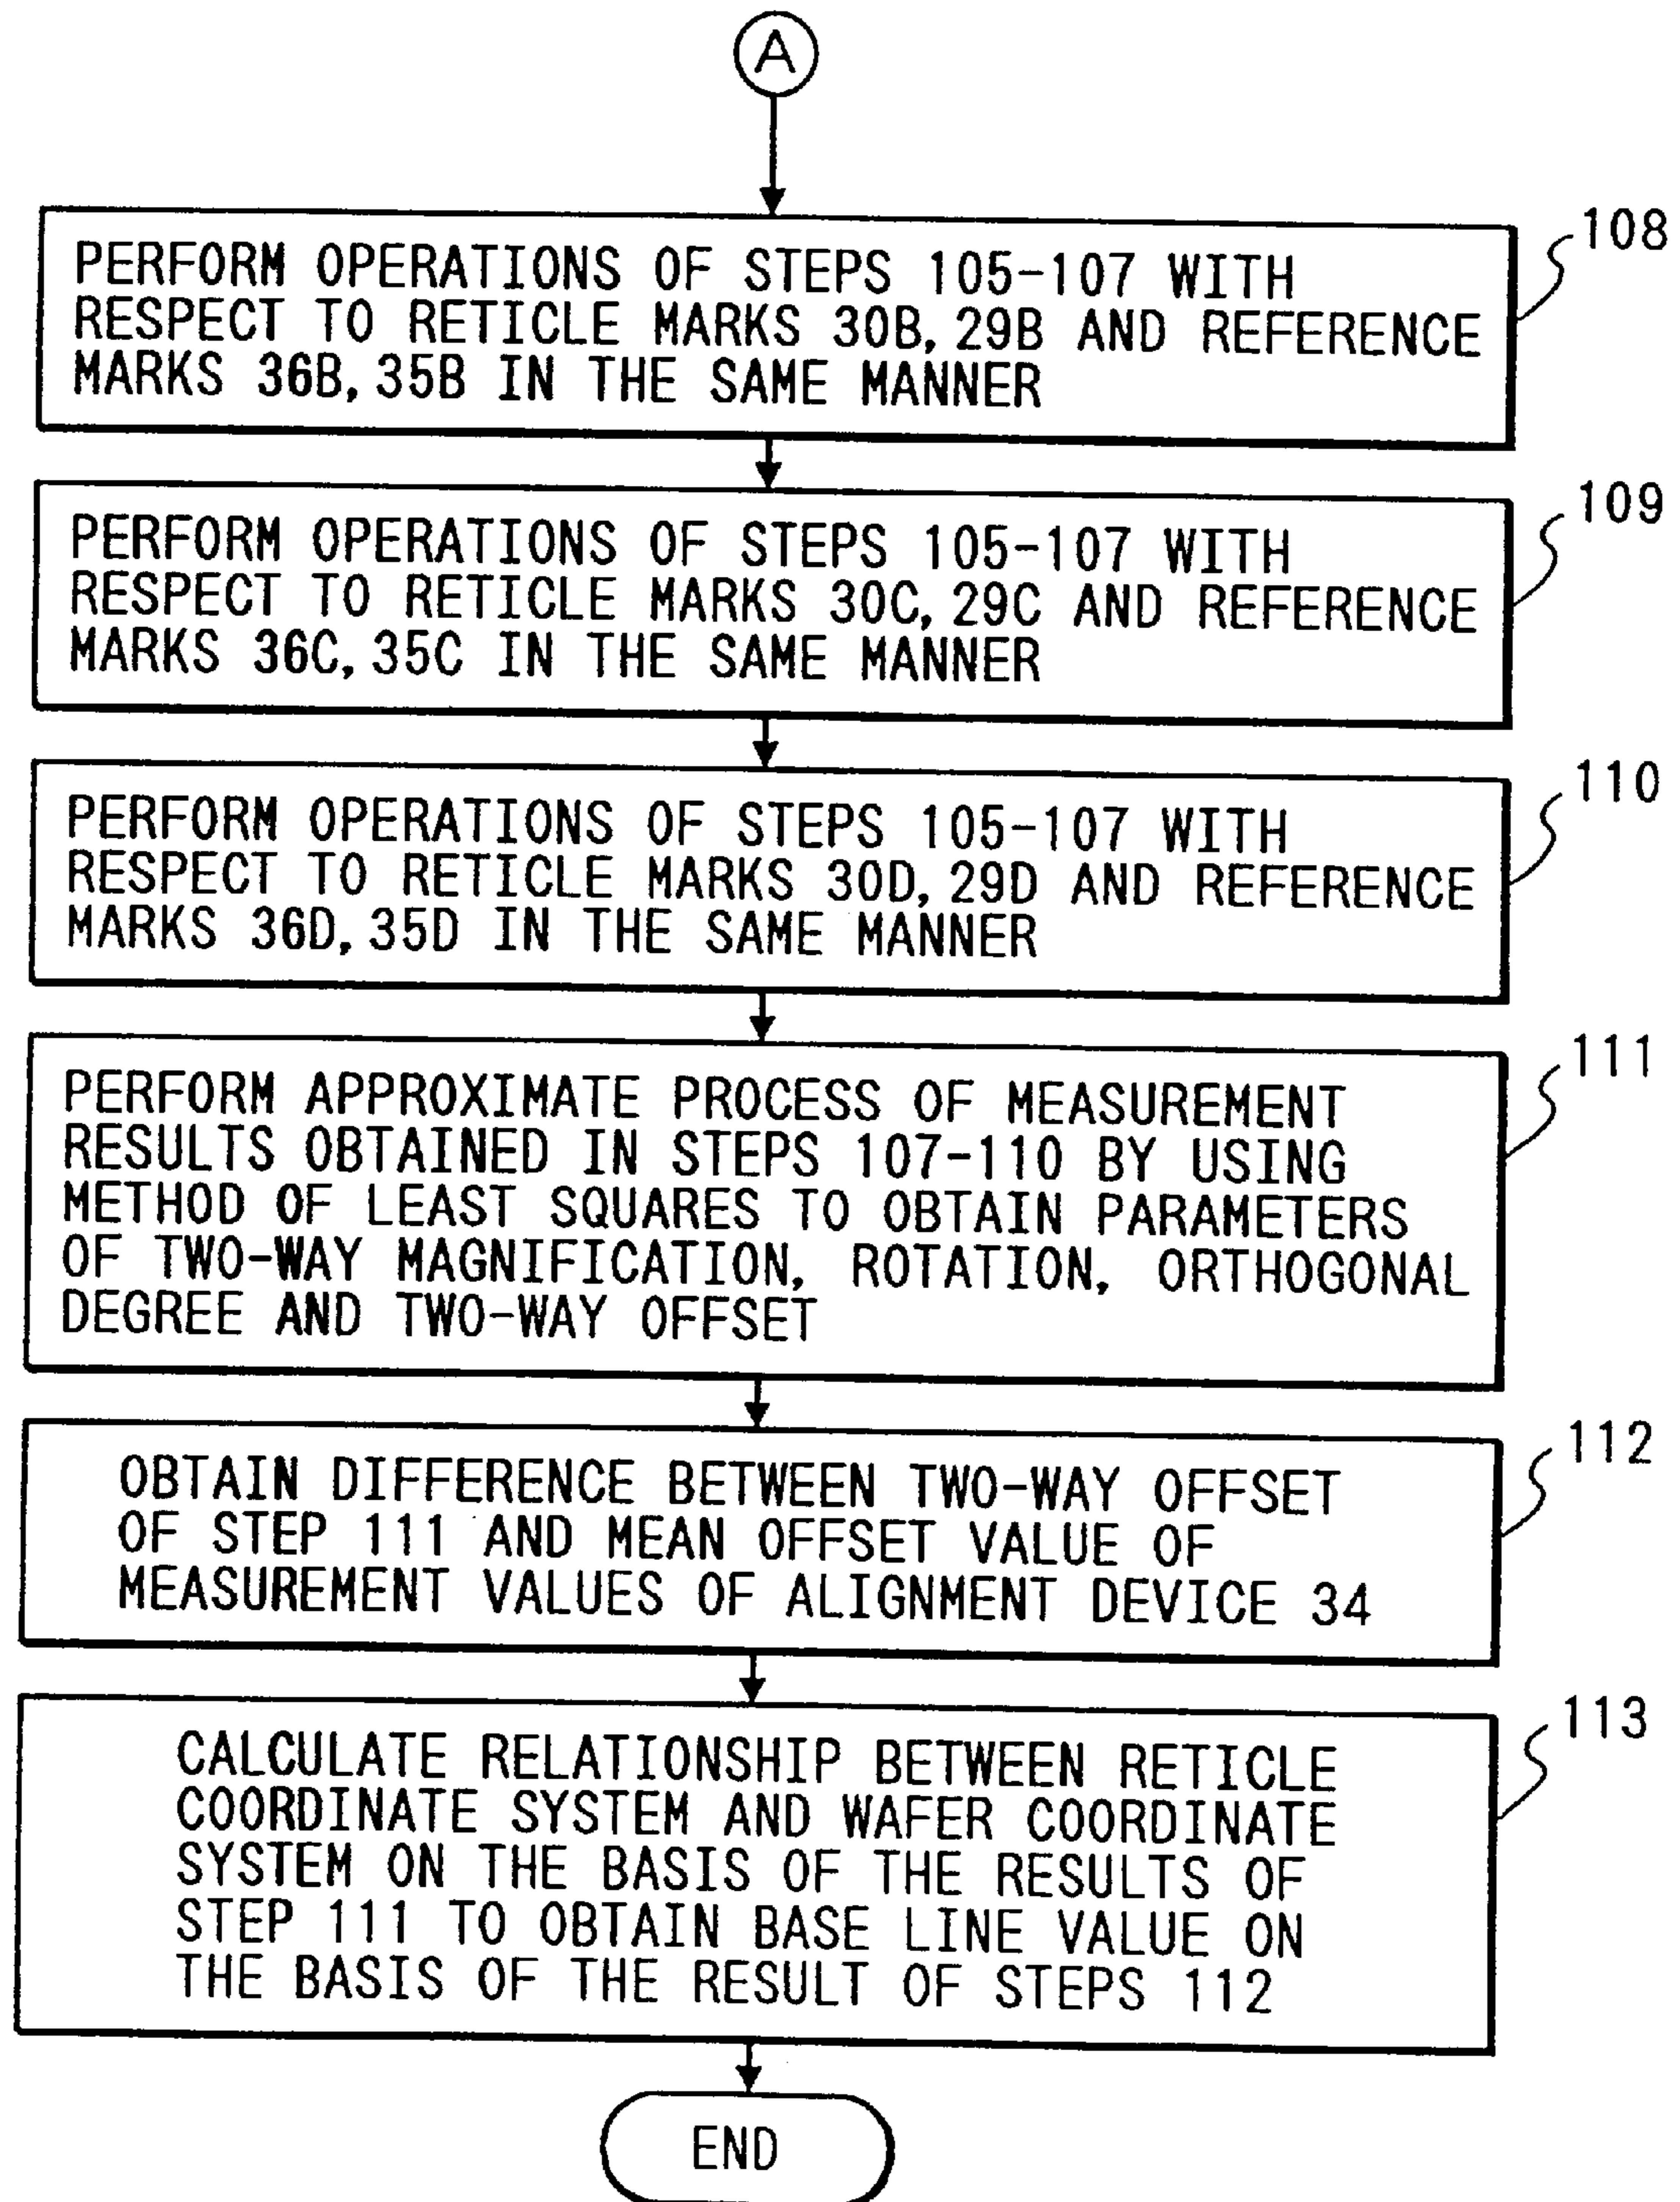 A
108
PERFORM OPERATIONS OF STEPS 105-107 WITH
RESPECT TO RETICLE MARKS 30B, 29B AND REFERENCE
MARKS 36B, 35B IN THE SAME MANNER
109
PERFORM OPERATIONS OF STEPS 105-107 WITH
RESPECT TO RETICLE MARKS 30C, 29C AND REFERENCE
MARKS 36C, 35C IN THE SAME MANNER
110
PERFORM OPERATIONS OF STEPS 105-107 WITH
RESPECT TO RETICLE MARKS 30D, 29D AND REFERENCE
MARKS 36D, 35D IN THE SAME MANNER
111
PERFORM APPROXIMATE PROCESS OF MEASUREMENT
RESULTS OBTAINED IN STEPS 107-110 BY USING
METHOD OF LEAST SQUARES TO OBTAIN PARAMETERS
OF TWO-WAY MAGNIFICATION, ROTATION, ORTHOGONAL
DEGREE AND TWO-WAY OFFSET
112
OBTAIN DIFFERENCE BETWEEN TWO-WAY OFFSET
OF STEP 111 AND MEAN OFFSET VALUE OF
MEASUREMENT VALUES OF ALIGNMENT DEVICE 34
113
CALCULATE RELATIONSHIP BETWEEN RETICLE
COORDINATE SYSTEM AND WAFER COORDINATE
SYSTEM ON THE BASIS OF THE RESULTS OF
STEP 111 TO OBTAIN BASE LINE VALUE ON
THE BASIS OF THE RESULT OF STEPS 112
END